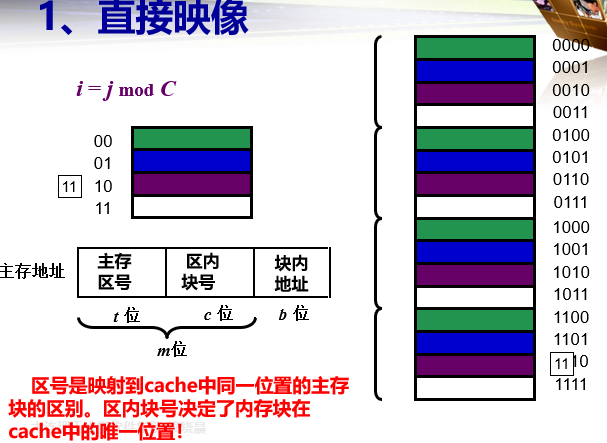 1、直接映像
i = j mod C
00
01
11 10
11
0000
0001
0010
0011
0100
0101
0110
0111
1000
1001
1010
1011
1100
1101
11 10
1111
主存地址
主存区号
区内块号
块内地址
t 位
c 位
b 位
m位
区号是映射到cache中同一位置的主存
块的区别。区内块号决定了内存块在
cache中的唯一位置！